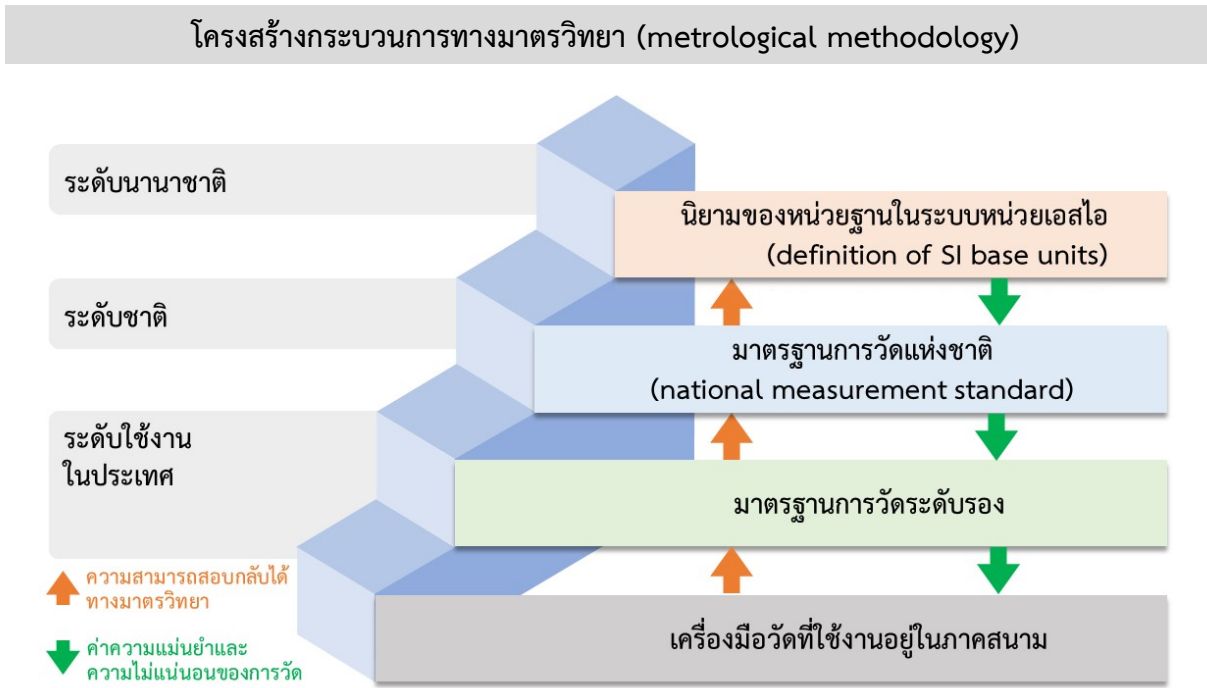 โครงสร้างกระบวนการทางมาตรวิทยา (metrological methodology)
ระดับนานาชาติ
นิยามของหน่วยฐานในระบบหน่วยเอสไอ
(definition of SI base units)
ระดับชาติ
มาตรฐานการวัดแห่งชาติ
(national measurement standard)
ระดับใช้งาน
ในประเทศ
มาตรฐานการวัดระดับรอง
เครื่องมือวัดที่ใช้งานอยู่ในภาคสนาม
ความสามารถสอบกลับได้
ทางมาตรวิทยา
ค่าความแม่นยำและ
ความไม่แน่นอนของการวัด